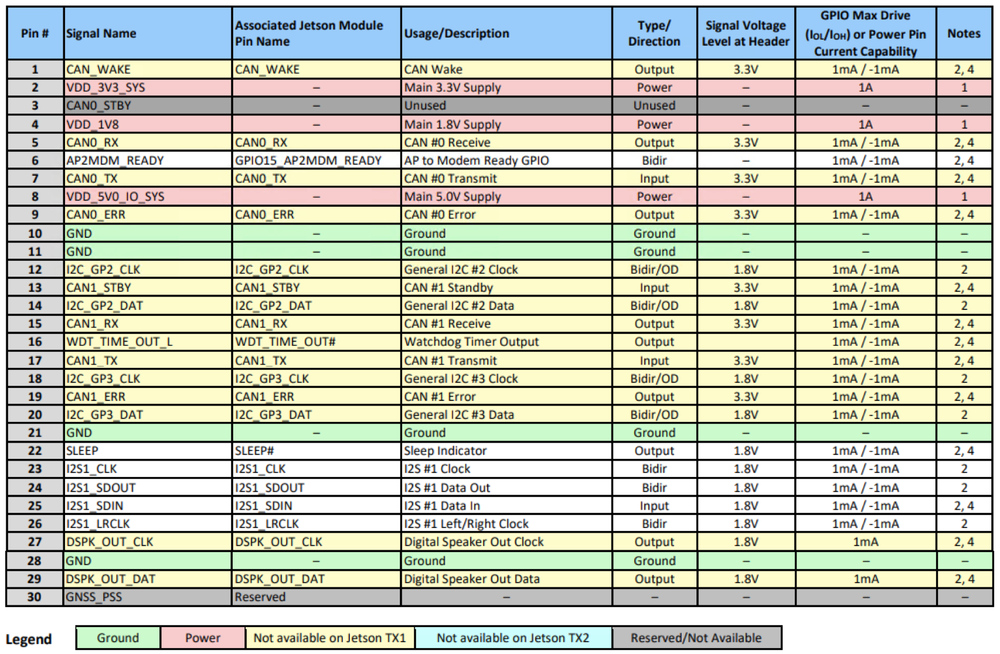 Pin # Signal Name Associated Jetson Module Pin Name Usage/Description Type/ Direction Signal Voltage Level at Header GPIO Max Drive (IOL/IOH) or Power Pin Current Capability Notes
1 CAN_WAKE CAN_WAKE CAN Wake Output 3.3V 1mA / -1mA 2, 4
2 VDD_3V3_SYS – Main 3.3V Supply Power – 1A 1
3 CAN0_STBY – Unused Unused – – –
4 VDD_1V8 – Main 1.8V Supply Power – 1A 1
5 CAN0_RX CAN0_RX CAN #0 Receive Output 3.3V 1mA / -1mA 2, 4
6 AP2MDM_READY GPIO15_AP2MDM_READY AP to Modem Ready GPIO Bidir – 1mA / -1mA 2, 4
7 CAN0_TX CAN0_TX CAN #0 Transmit Input 3.3V 1mA / -1mA 2, 4
8 VDD_5V0_IO_SYS – Main 5.0V Supply Power – 1A 1
9 CAN0_ERR CAN0_ERR CAN #0 Error Output 3.3V 1mA / -1mA 2, 4
10 GND – Ground Ground – – –
11 GND – Ground Ground – – –
12 I2C_GP2_CLK I2C_GP2_CLK General I2C #2 Clock Bidir/OD 1.8V 1mA / -1mA 2
13 CAN1_STBY CAN1_STBY CAN #1 Standby Input 3.3V 1mA / -1mA 2, 4
14 I2C_GP2_DAT I2C_GP2_DAT General I2C #2 Data Bidir/OD 1.8V 1mA / -1mA 2
15 CAN1_RX CAN1_RX CAN #1 Receive Output 3.3V 1mA / -1mA 2, 4
16 WDT_TIME_OUT_L WDT_TIME_OUT# Watchdog Timer Output Output 1mA / -1mA 2, 4
17 CAN1_TX CAN1_TX CAN #1 Transmit Input 3.3V 1mA / -1mA 2, 4
18 I2C_GP3_CLK I2C_GP3_CLK General I2C #3 Clock Bidir/OD 1.8V 1mA / -1mA 2
19 CAN1_ERR CAN1_ERR CAN #1 Error Output 3.3V 1mA / -1mA 2, 4
20 I2C_GP3_DAT I2C_GP3_DAT General I2C #3 Data Bidir/OD 1.8V 1mA / -1mA 2
21 GND – Ground Ground – – –
22 SLEEP SLEEP# Sleep Indicator Output 1.8V 1mA / -1mA 2, 4
23 I2S1_CLK I2S1_CLK I2S #1 Clock Bidir 1.8V 1mA / -1mA 2
24 I2S1_SDOUT I2S1_SDOUT I2S #1 Data Out Bidir 1.8V 1mA / -1mA 2
25 I2S1_SDIN I2S1_SDIN I2S #1 Data In Input 1.8V 1mA / -1mA 2, 4
26 I2S1_LRCLK I2S1_LRCLK I2S #1 Left/Right Clock Bidir 1.8V 1mA / -1mA 2
27 DSPK_OUT_CLK DSPK_OUT_CLK Digital Speaker Out Clock Output 1.8V 1mA 2, 4
28 GND – Ground Ground – – –
29 DSPK_OUT_DAT DSPK_OUT_DAT Digital Speaker Out Data Output 1.8V 1mA 2, 4
30 GNSS_PSS Reserved – – – – –
Legend Ground Power Not available on Jetson TX1 Not available on Jetson TX2 Reserved/Not Available